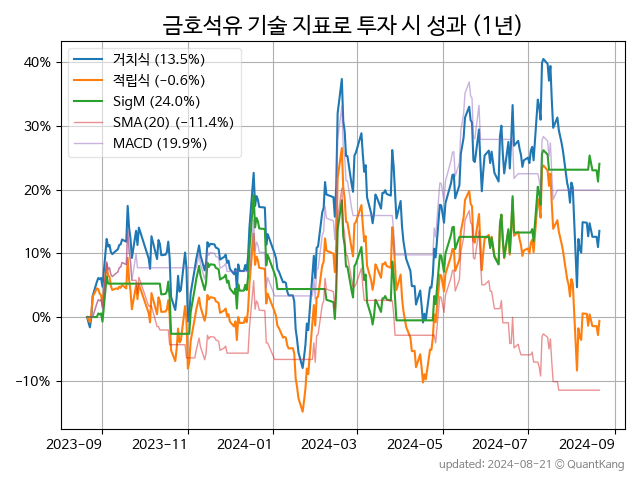 금호석유 기술 지표로 투자 시 성과 (1년)
거치식 (13.5%)
적립식 (−0.6%)
SigM (24.0%)
SMA(20) (−11.4%)
MACD (19.9%)
40%
30%
20%
10%
0%
−10%
2023−09 2023−11 2024−01 2024−03 2024−05 2024−07 2024−09
updated: 2024−08−21 © QuantKang